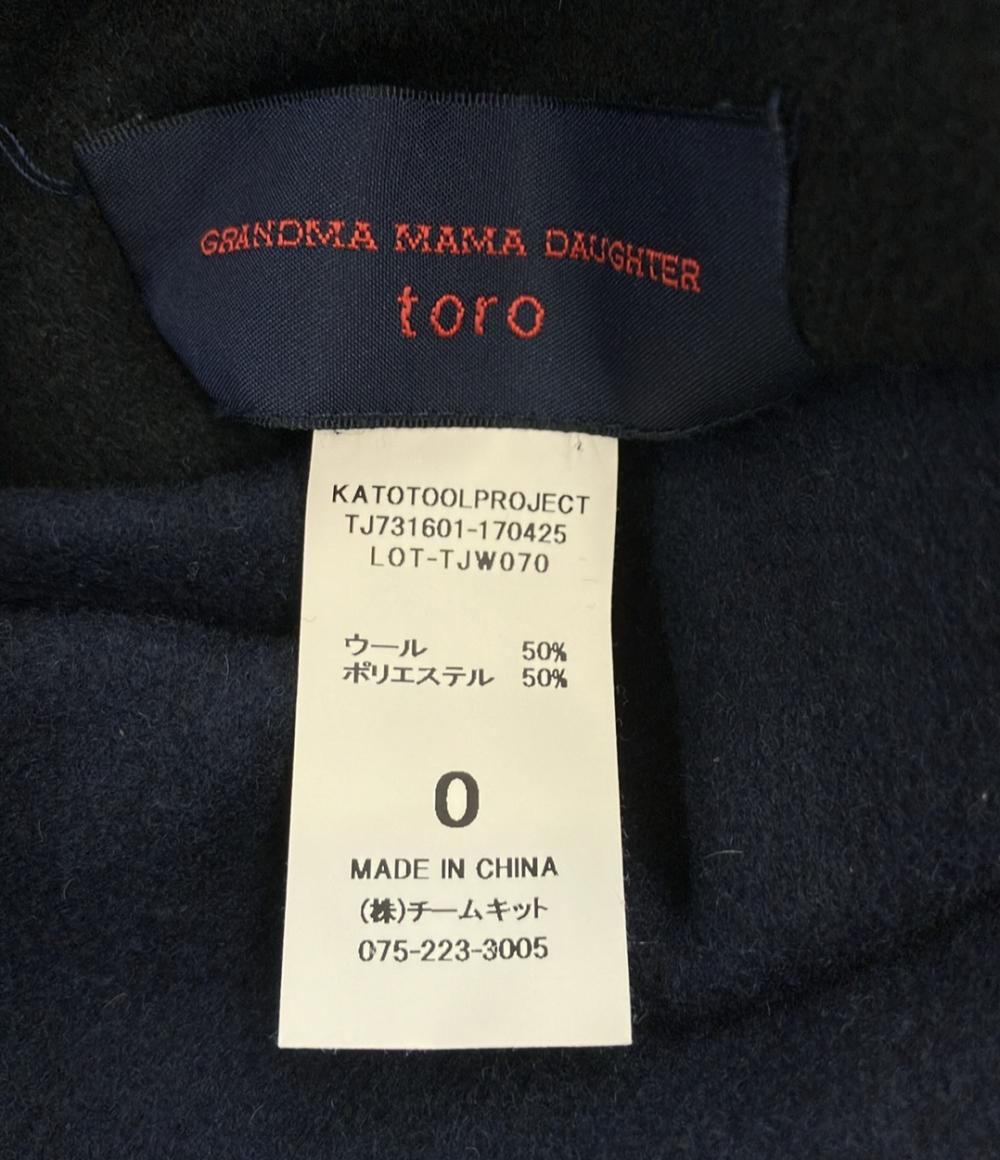 GRANDMA MAMA DAUGHTER
toro
KATOTOOLPROJECT
TJ731601-170425
LOT-TJW070
ウール 50%
ポリエステル 50%
0
MADE IN CHINA
(株)チームキット
075-223-3005